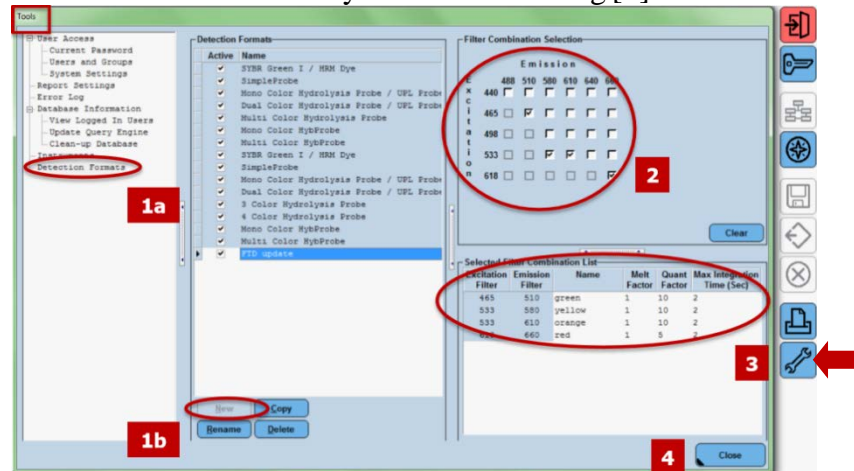 Tools
User Access
Current Password
Users and Groups
System Settings
Report Settings
Error Log
Database Information
View Logged In Users
Update Query Engine
Clean-up Database
Instruments
Detection Formats
1a
Detection Formats
Active Name
SYBR Green I / HRM Dye
SimpleProbe
Mono Color Hydrolysis Probe / UPL Probe
Dual Color Hydrolysis Probe / UPL Probe
Multi Color Hydrolysis Probe
Mono Color HybProbe
Multi Color HybProbe
SYBR Green I / HRM Dye
SimpleProbe
Mono Color Hydrolysis Probe / UPL Probe
Dual Color Hydrolysis Probe / UPL Probe
3 Color Hydrolysis Probe
4 Color Hydrolysis Probe
Mono Color HybProbe
Multi Color HybProbe
FTD update
New Copy
Rename Delete
1b
Filter Combination Selection
Emission
Excitation
488 510 580 610 640 660
440
465
498
533
618
2
Clear
Selected Filter Combination List
Excitation Filter Emission Filter Name Melt Factor Quant Factor Max Integration Time (Sec)
465 510 green 1 10 2
533 580 yellow 1 10 2
533 610 orange 1 10 2
660 red 1 5 2
3
4
Close